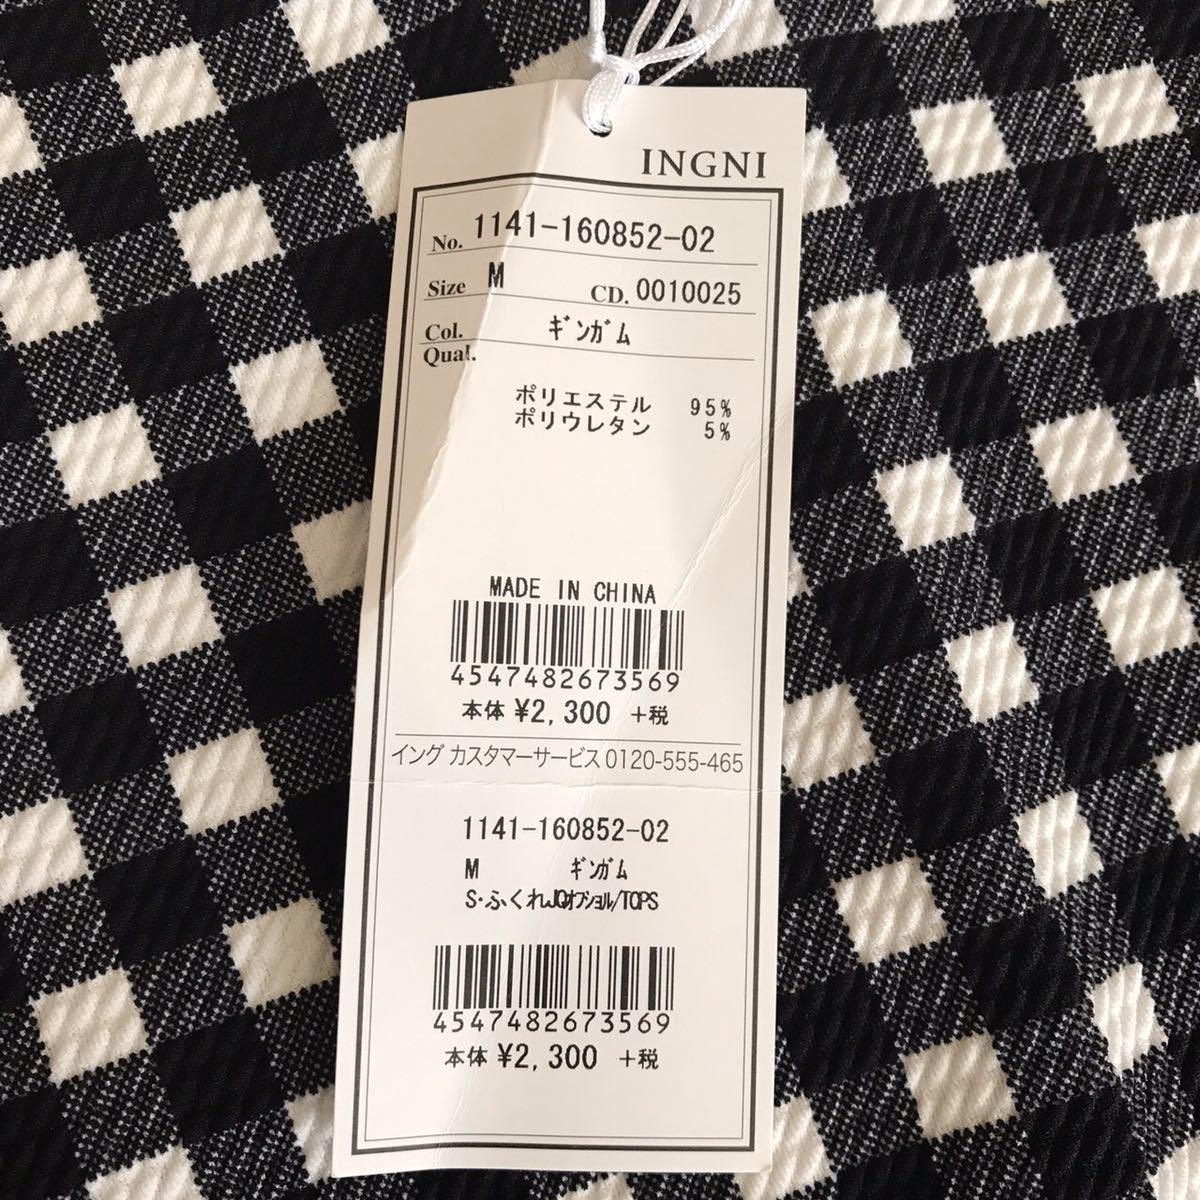 INGNI
No. 1141-160852-02
Size M CD. 0010025
Col. ギンガム
Qual.
ポリエステル 95%
ポリウレタン 5%
MADE IN CHINA
4547482673569
本体 ¥2,300 +税
イング カスタマーサービス 0120-555-465
1141-160852-02
M ギンガム
S・ふくれJQオフショル/TOPS
4547482673569
本体 ¥2,300 +税